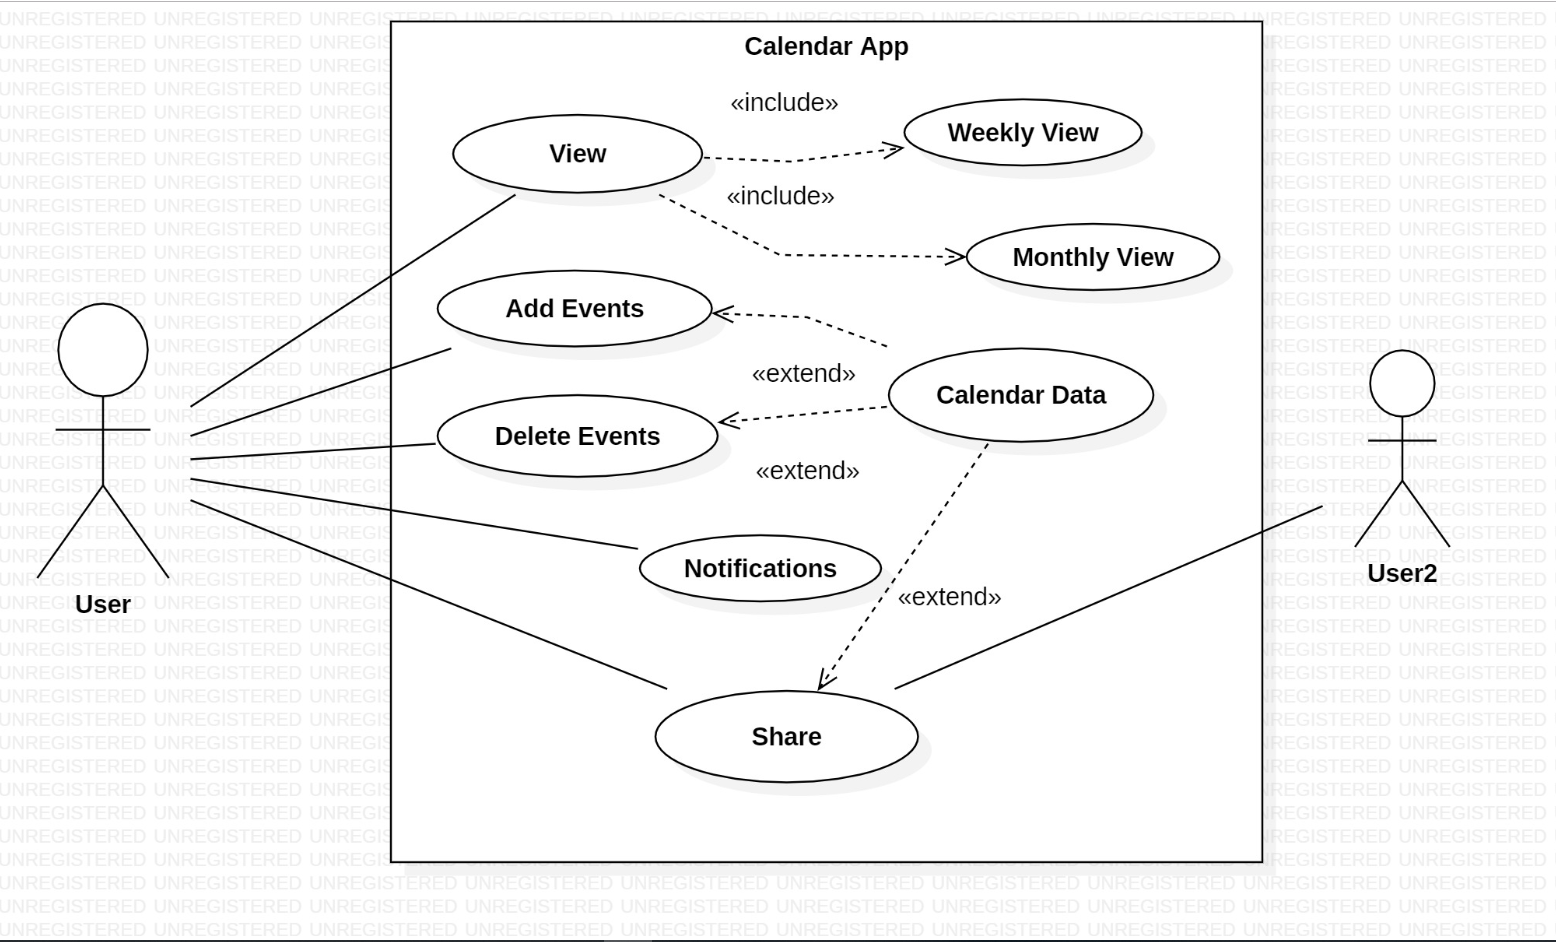 Calendar App
«include»
Weekly View
View
«include»
Monthly View
Add Events
«extend»
Calendar Data
Delete Events
«extend»
Notifications
«extend»
User
User2
Share
UNREGISTERED